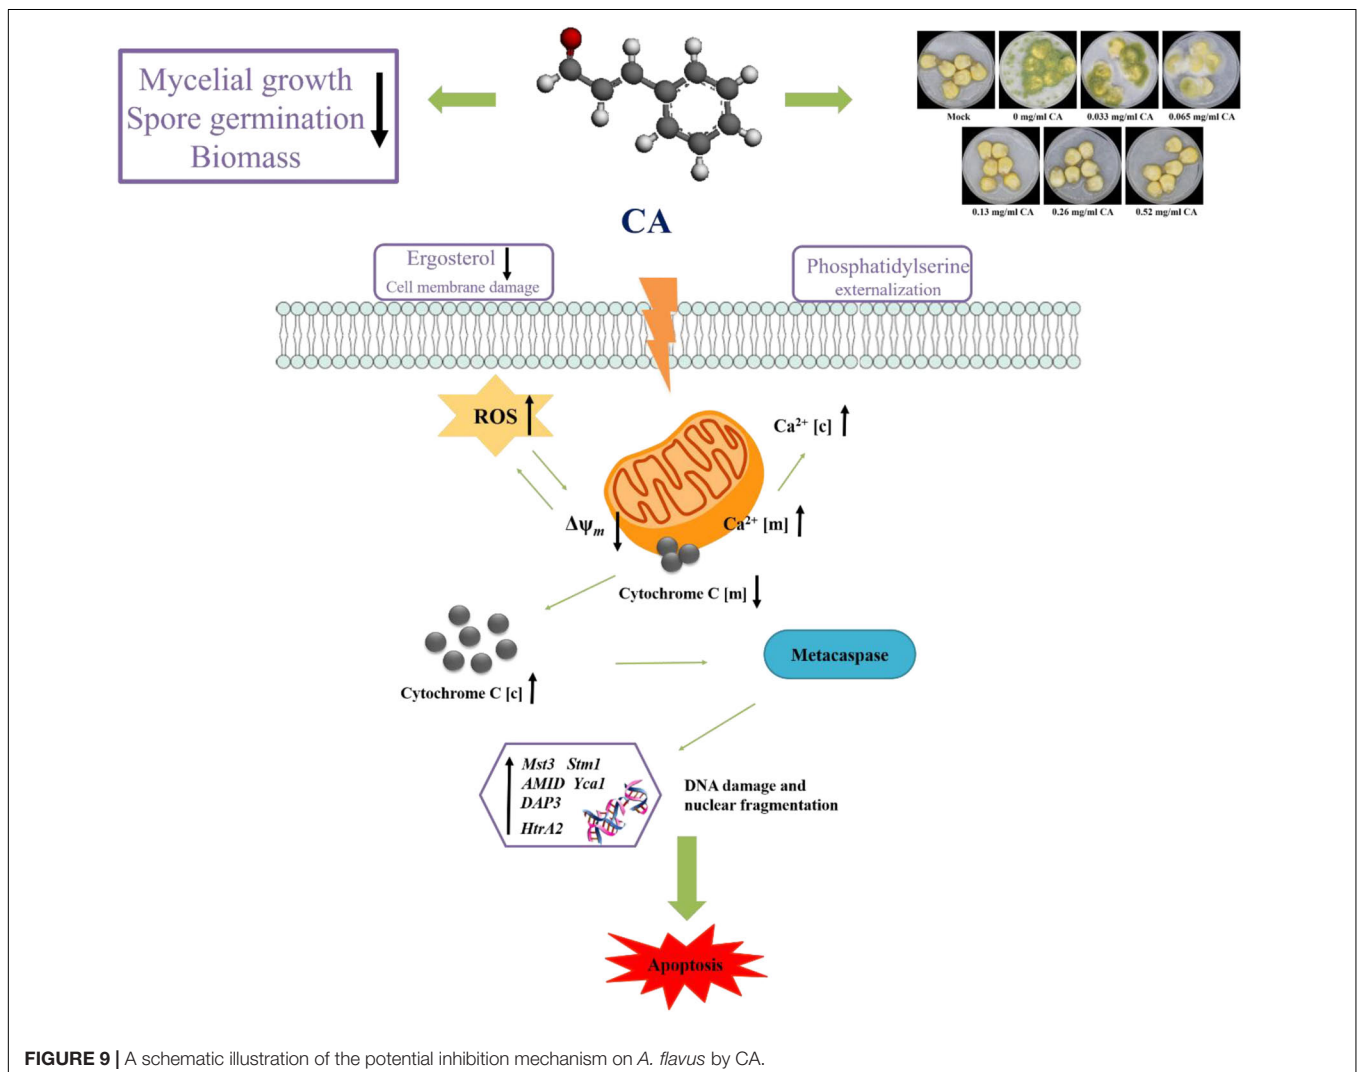 Mycelial growth
Spore germination
Biomass
CA
Mock
0 mg/ml CA
0.033 mg/ml CA
0.065 mg/ml CA
0.13 mg/ml CA
0.26 mg/ml CA
0.52 mg/ml CA
Ergosterol
Cell membrane damage
Phosphatidylserine
externalization
ROS
Ca²⁺ [c]
Δψm
Ca²⁺ [m]
Cytochrome C [m]
Cytochrome C [c]
Metacaspase
Mst3 Stm1
AMID Yca1
DAP3
HtrA2
DNA damage and
nuclear fragmentation
Apoptosis
FIGURE 9 | A schematic illustration of the potential inhibition mechanism on A. flavus by CA.